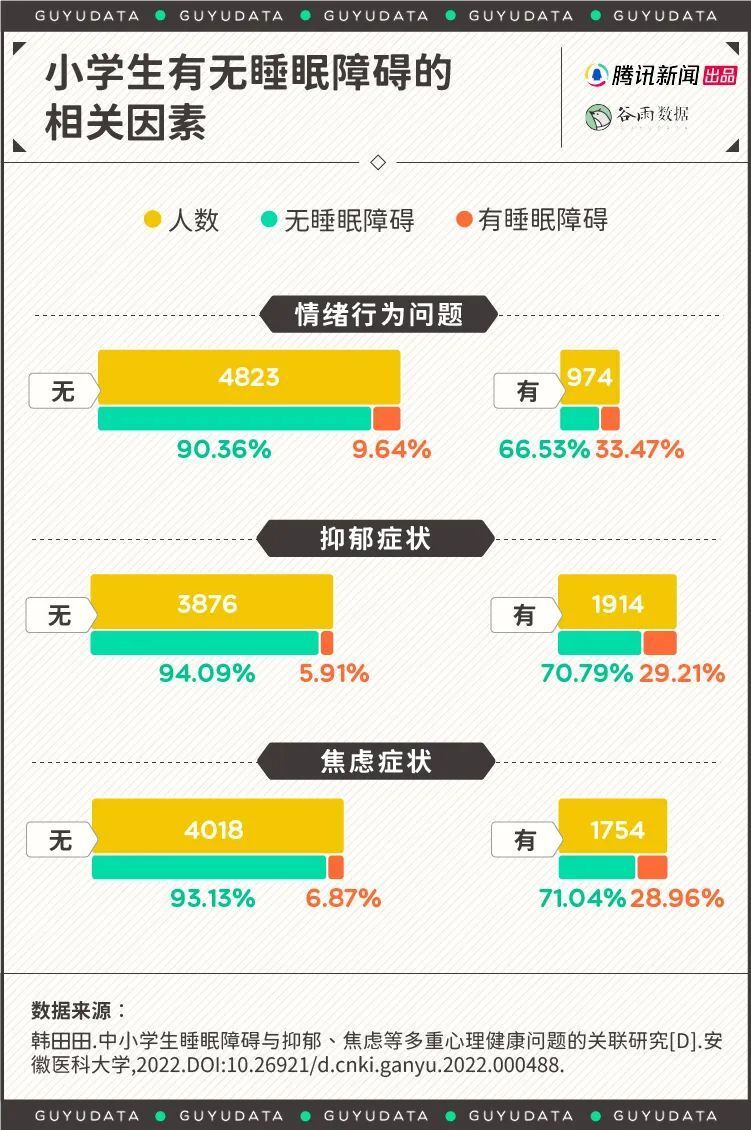 GUYUDATA GUYUDATA GUYUDATA GUYUDATA GUYUDATA
小学生有无睡眠障碍的
相关因素
腾讯新闻出品
谷雨数据
人数 无睡眠障碍 有睡眠障碍
情绪行为问题
无 4823 有 974
90.36% 9.64% 66.53% 33.47%
抑郁症状
无 3876 有 1914
94.09% 5.91% 70.79% 29.21%
焦虑症状
无 4018 有 1754
93.13% 6.87% 71.04% 28.96%
数据来源：
韩田田.中小学生睡眠障碍与抑郁、焦虑等多重心理健康问题的关联研究[D].安
徽医科大学,2022.DOI:10.26921/d.cnki.ganyu.2022.000488.
GUYUDATA GUYUDATA GUYUDATA GUYUDATA GUYUDATA